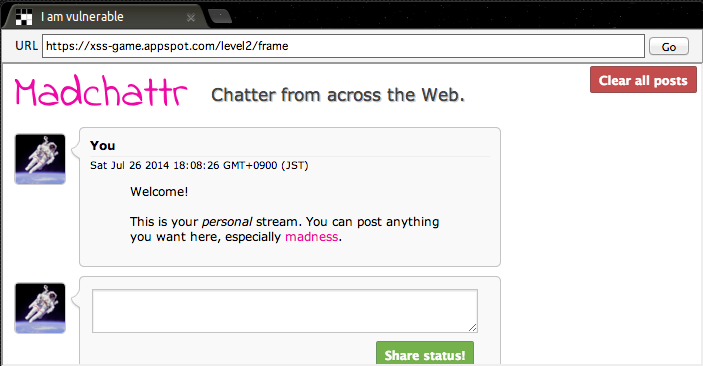 I am vulnerable
URL https://xss-game.appspot.com/level2/frame Go
Madchattr Chatter from across the Web. Clear all posts
You
Sat Jul 26 2014 18:08:26 GMT+0900 (JST)
Welcome!
This is your personal stream. You can post anything
you want here, especially madness.
Share status!